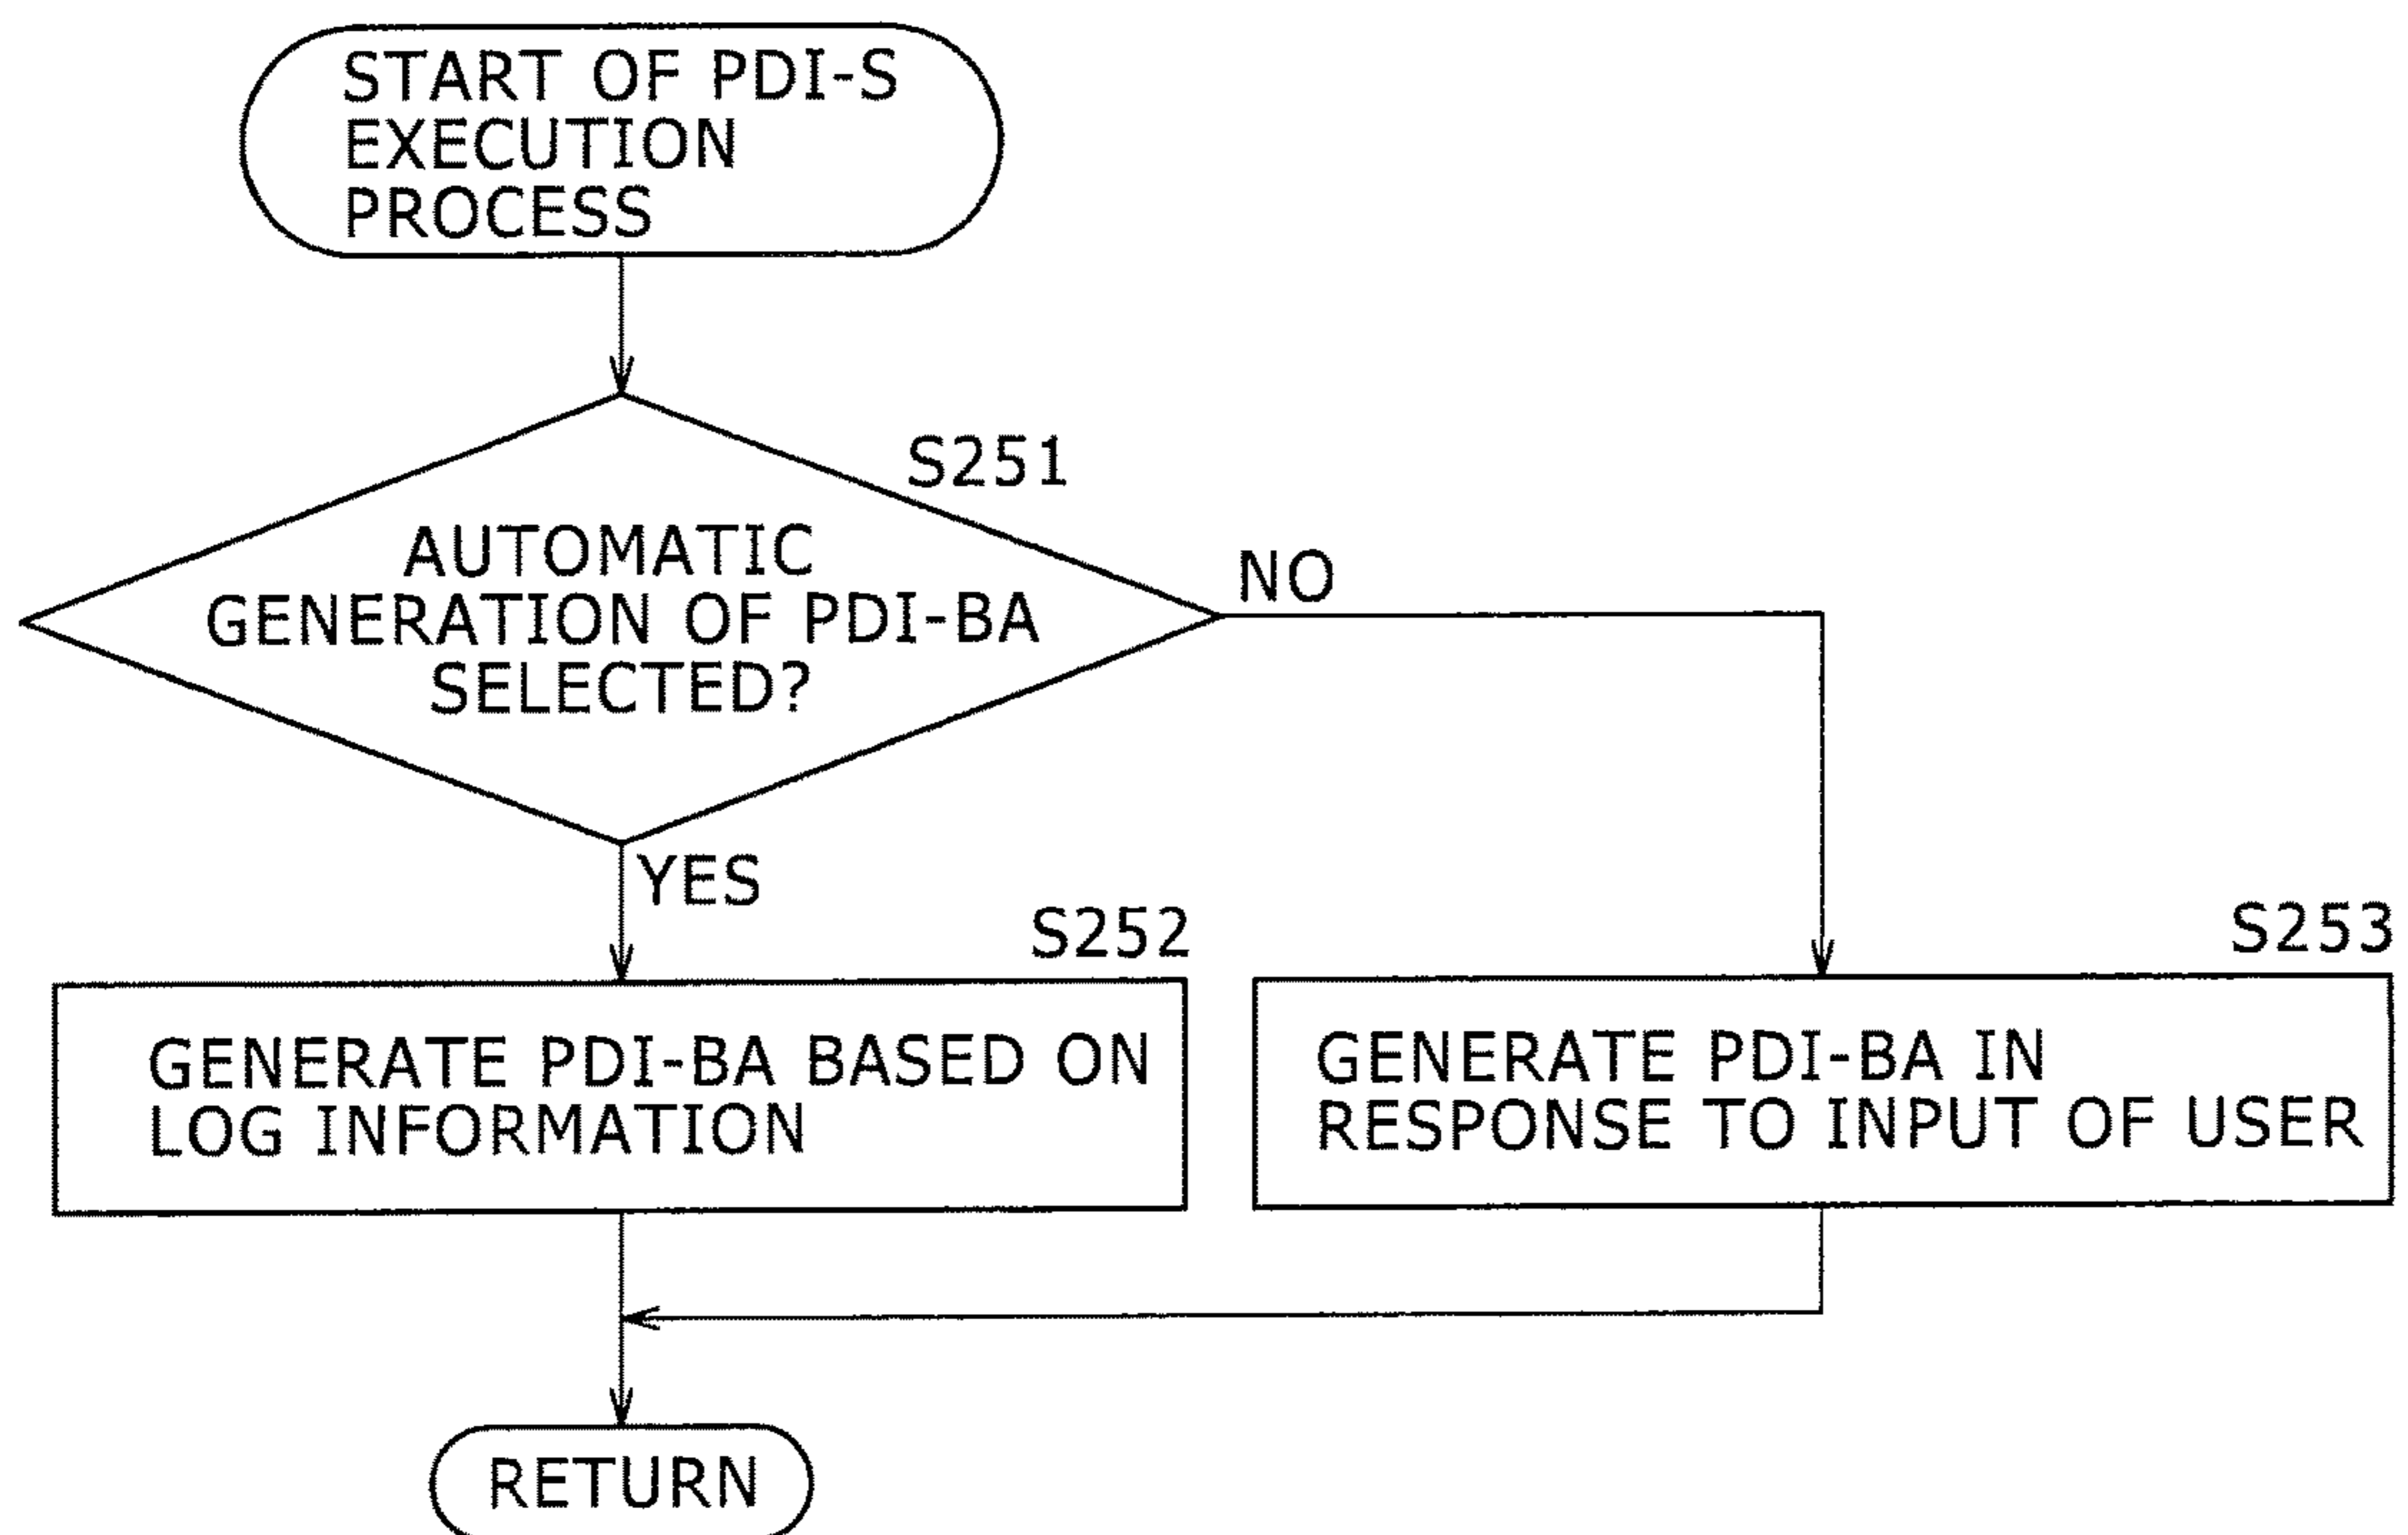 START OF PDI-S
EXECUTION
PROCESS
S251
AUTOMATIC
GENERATION OF PDI-BA
SELECTED?
NO
YES
S252
GENERATE PDI-BA BASED ON
LOG INFORMATION
S253
GENERATE PDI-BA IN
RESPONSE TO INPUT OF USER
RETURN